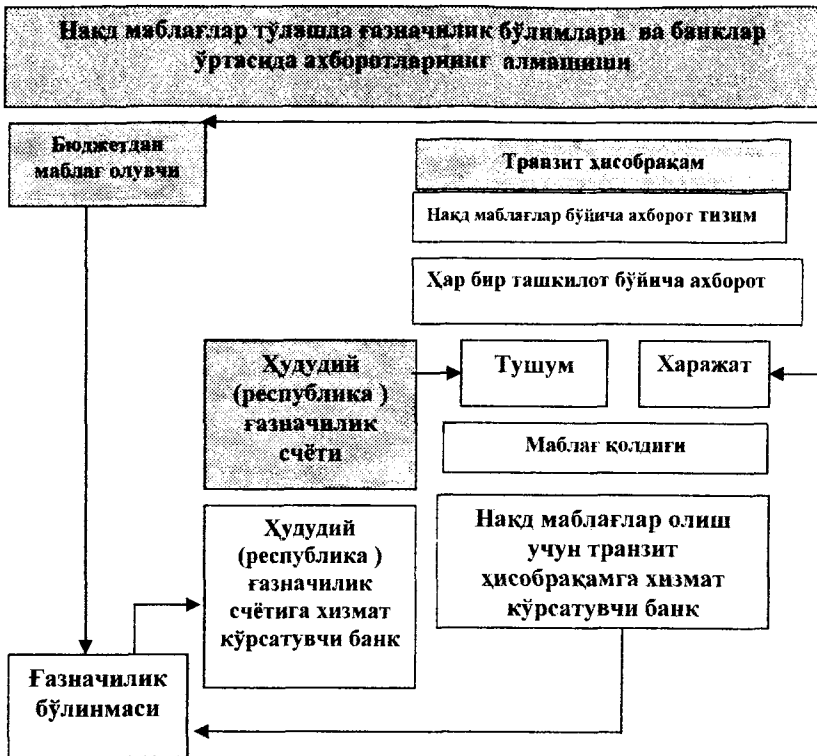 Нақд маблағлар тўлашда ғазначилик бўлимлари ва банклар
ўртасида ахборотларнинг алмашиши
Бюджетдан
маблағ олувчи
Транзит ҳисобрақам
Нақд маблағлар бўйича ахборот тизим
Ҳар бир ташкилот бўйича ахборот
Ҳудудий
(республика )
ғазначилик
счёти
Тушум
Харажат
Маблағ қолдиғи
Ҳудудий
(республика )
ғазначилик
счётига хизмат
кўрсатувчи банк
Нақд маблағлар олиш
учун транзит
ҳисобрақамга хизмат
кўрсатувчи банк
Ғазначилик
бўлинмаси